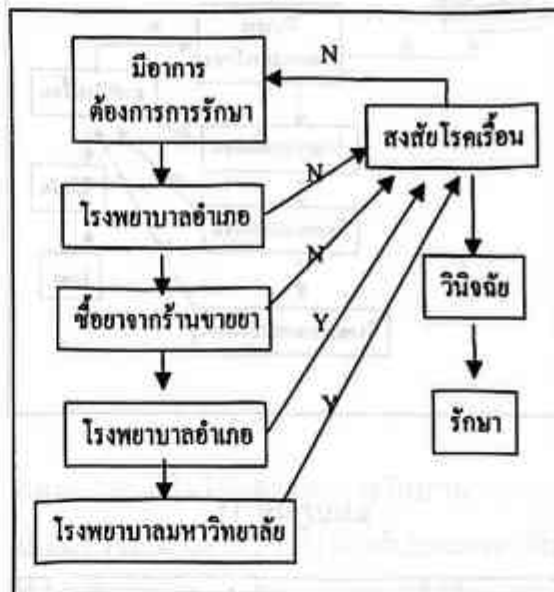 N
มีอาการ
ต้องการการรักษา
สงสัยโรคเรื้อน
N
โรงพยาบาลอำเภอ
N
วินิจฉัย
ซื้อยาจากร้านขายยา
Y
Y
รักษา
โรงพยาบาลอำเภอ
โรงพยาบาลมหาวิทยาลัย